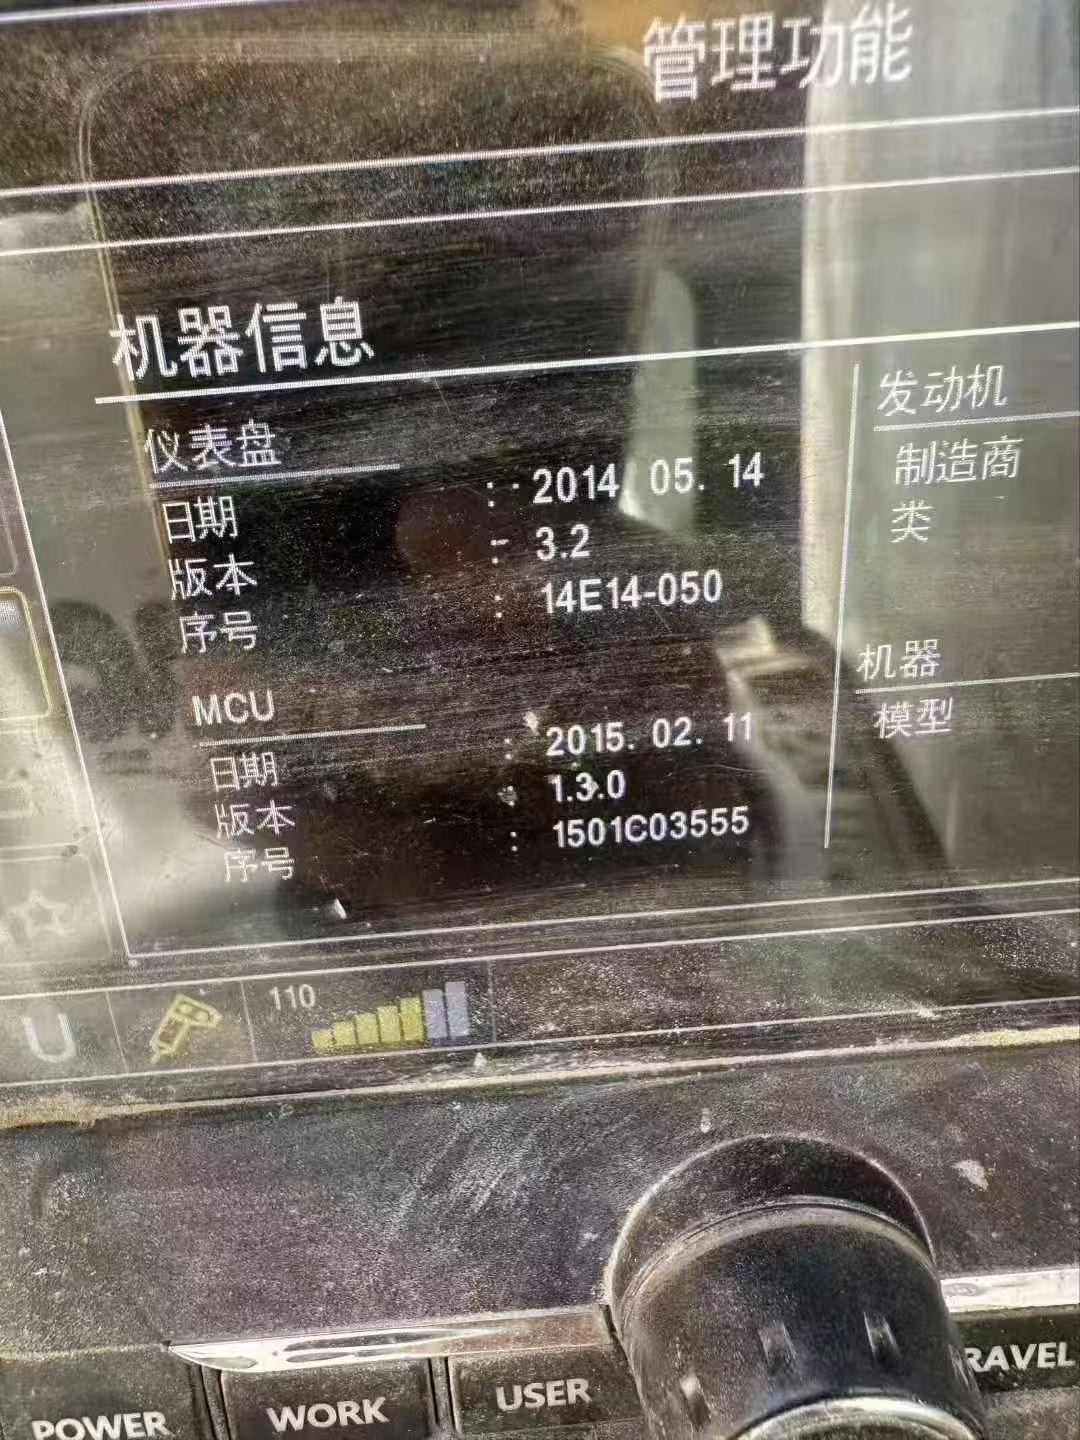 管理功能
机器信息
仪表盘
日期 : 2014. 05. 14
版本 : 3.2
序号 : 14E14-050
MCU
日期 : 2015. 02. 11
版本 : 1.3.0
序号 : 1501C03555
发动机
制造商
类
机器
模型
U
110
POWER
WORK
USER
RAVEL